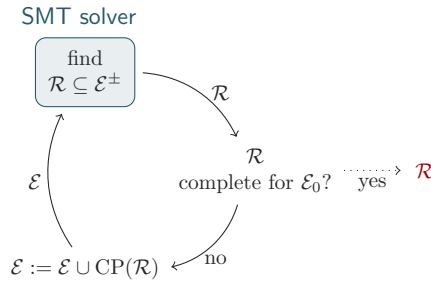 SMT solver
find
ℛ ⊆ ℰ±
ℛ
ℛ
complete for ℰ₀?
yes
ℛ
ℰ
no
ℰ := ℰ ∪ CP(ℛ)